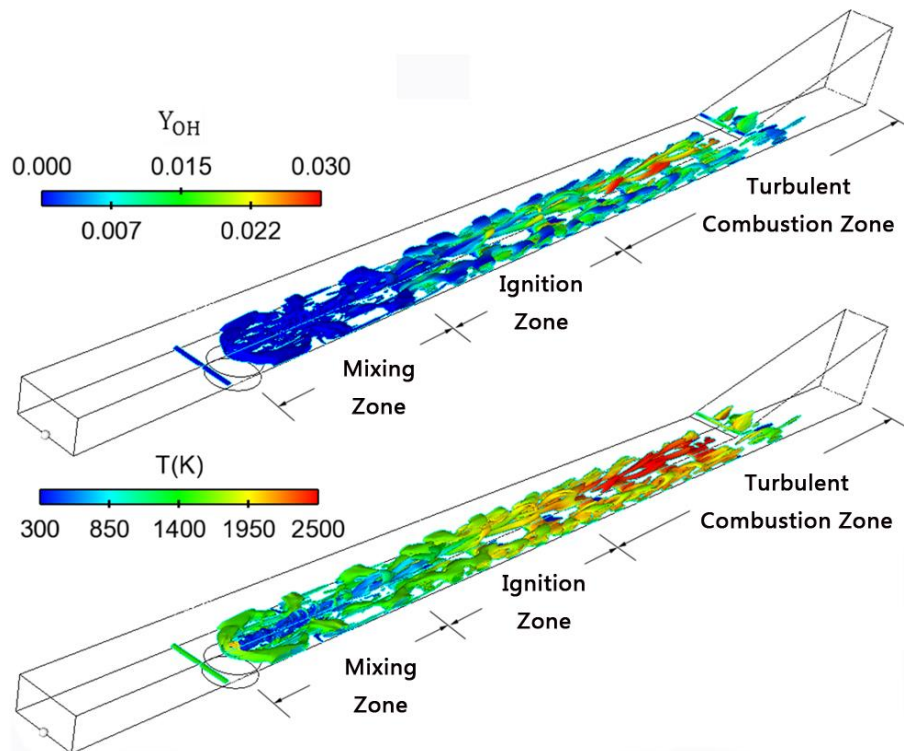 Y_OH
0.000 0.015 0.030
0.007 0.022
Turbulent
Combustion Zone
Ignition
Zone
Mixing
Zone
T(K)
300 850 1400 1950 2500
Turbulent
Combustion Zone
Ignition
Zone
Mixing
Zone